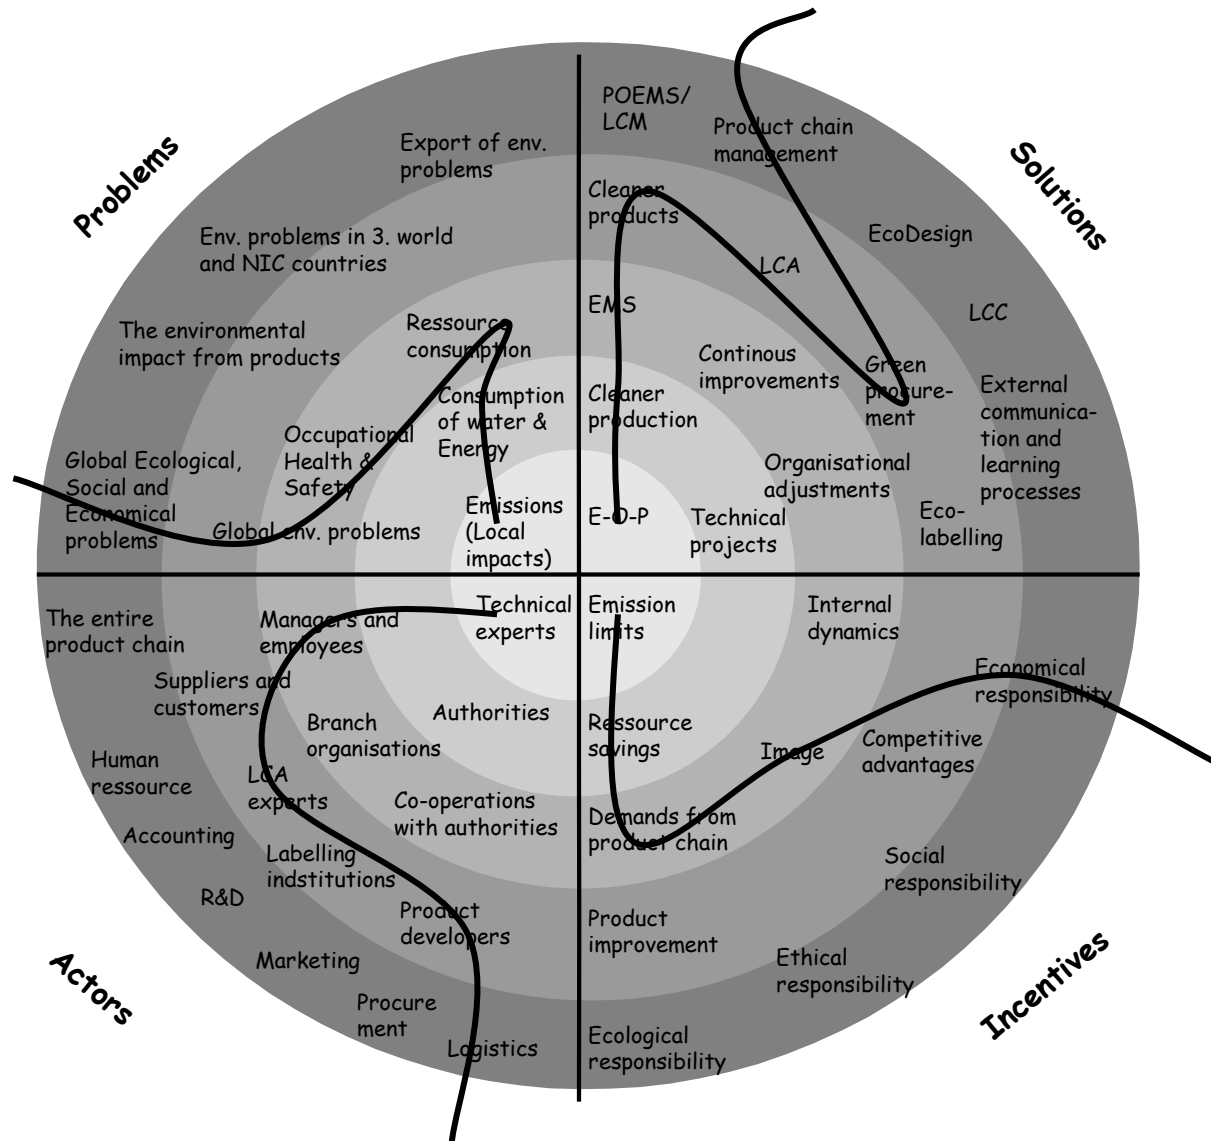 Problems
Export of env.
problems
Env. problems in 3. world
and NIC countries
The environmental
impact from products
Ressource
consumption
Consumption
of water &
Energy
Occupational
Health &
Safety
Global Ecological,
Social and
Economical
problems
Global env. problems
Emissions
(Local
impacts)
Solutions
POEMS/
LCM
Product chain
management
Cleaner
products
EcoDesign
LCA
EMS
LCC
Continous
improvements
Green
procure-
ment
External
communica-
tion and
learning
processes
Cleaner
production
Organisational
adjustments
E-O-P
Technical
projects
Eco-
labelling
Actors
Technical
experts
Managers and
employees
The entire
product chain
Suppliers and
customers
Authorities
Branch
organisations
Human
ressource
LCA
experts
Co-operations
with authorities
Accounting
Labelling
indstitutions
R&D
Product
developers
Marketing
Procure
ment
Logistics
Incentives
Emission
limits
Internal
dynamics
Economical
responsibility
Ressource
savings
Image
Competitive
advantages
Demands from
product chain
Social
responsibility
Product
improvement
Ethical
responsibility
Ecological
responsibility